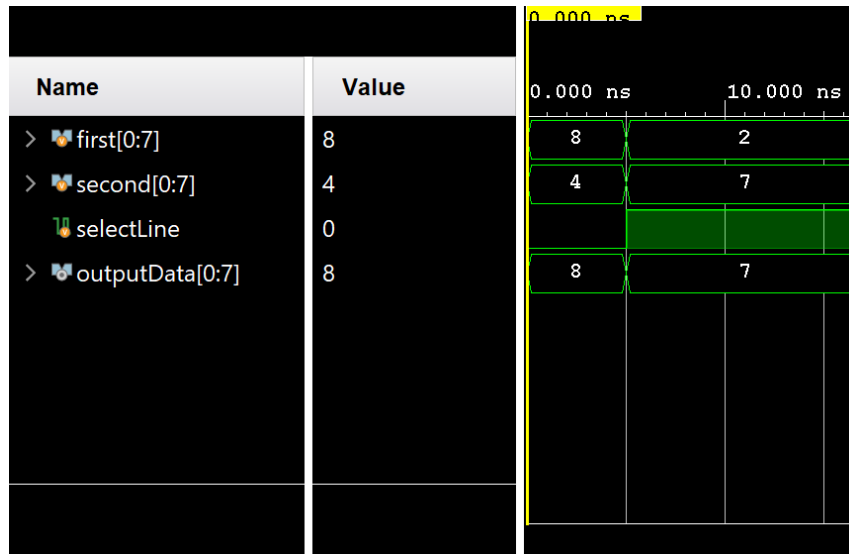 0.000 ns
Name Value
0.000 ns 10.000 ns
first[0:7] 8 8 2
second[0:7] 4 4 7
selectLine 0
outputData[0:7] 8 8 7